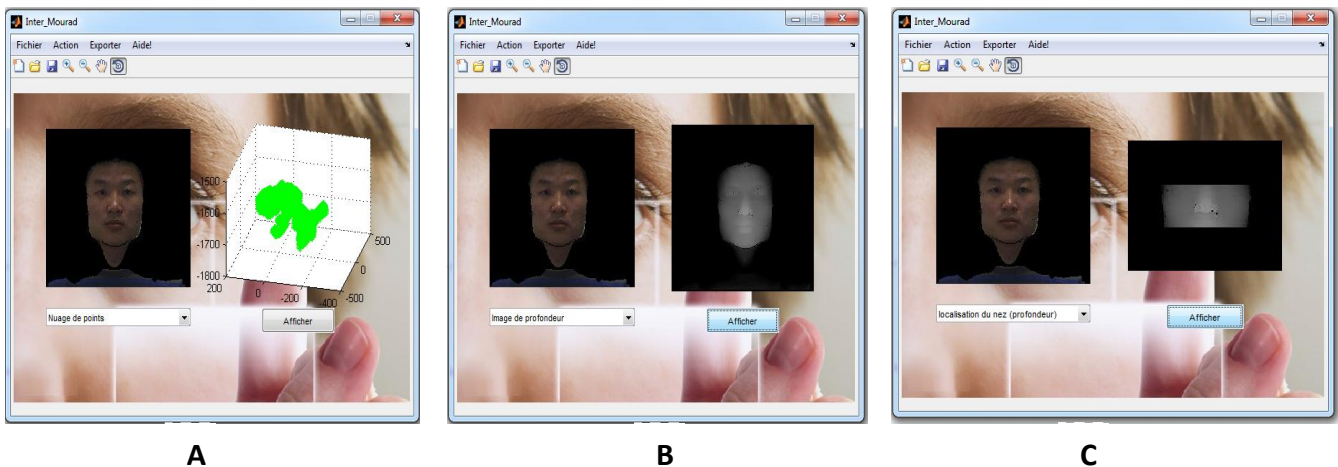 Inter_Mourad
Fichier Action Exporter Aide!
-1500
-1600
-1700
-1800
200
0
-200
-400
-500
0
500
Nuage de points
Afficher
A
Inter_Mourad
Fichier Action Exporter Aide!
Image de profondeur
Afficher
B
Inter_Mourad
Fichier Action Exporter Aide!
localisation du nez (profondeur)
Afficher
C